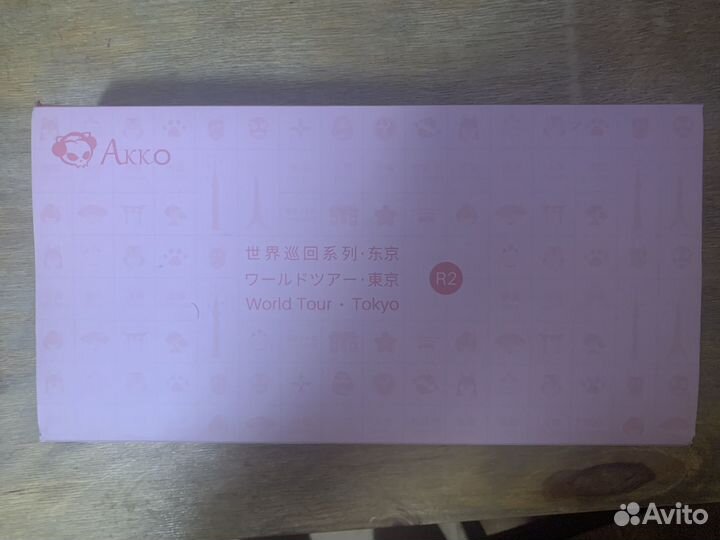 Akko
世界巡回系列·东京
ワールドツアー·東京
World Tour · Tokyo
R2
Avito